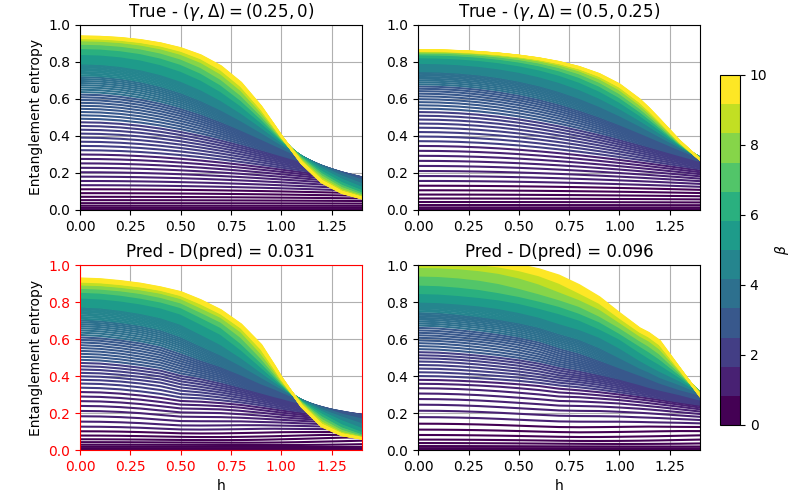 True - (γ, Δ) = (0.25, 0)
True - (γ, Δ) = (0.5, 0.25)
1.0
0.8
0.6
0.4
0.2
0.0
Entanglement entropy
0.00 0.25 0.50 0.75 1.00 1.25
1.0
0.8
0.6
0.4
0.2
0.0
0.00 0.25 0.50 0.75 1.00 1.25
Pred - D(pred) = 0.031
Pred - D(pred) = 0.096
1.0
0.8
0.6
0.4
0.2
0.0
Entanglement entropy
0.00 0.25 0.50 0.75 1.00 1.25
h
1.0
0.8
0.6
0.4
0.2
0.0
0.00 0.25 0.50 0.75 1.00 1.25
h
10
8
6
4
2
0
β